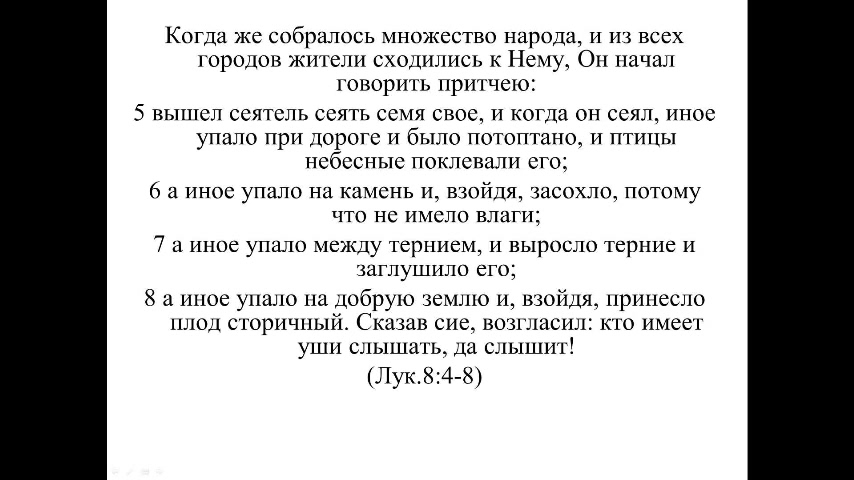 Когда же собралось множество народа, и из всех
городов жители сходились к Нему, Он начал
говорить притчею:
5 вышел сеятель сеять семя свое, и когда он сеял, иное
упало при дороге и было потоптано, и птицы
небесные поклевали его;
6 а иное упало на камень и, взойдя, засохло, потому
что не имело влаги;
7 а иное упало между тернием, и выросло терние и
заглушило его;
8 а иное упало на добрую землю и, взойдя, принесло
плод сторичный. Сказав сие, возгласил: кто имеет
уши слышать, да слышит!
(Лук.8:4-8)